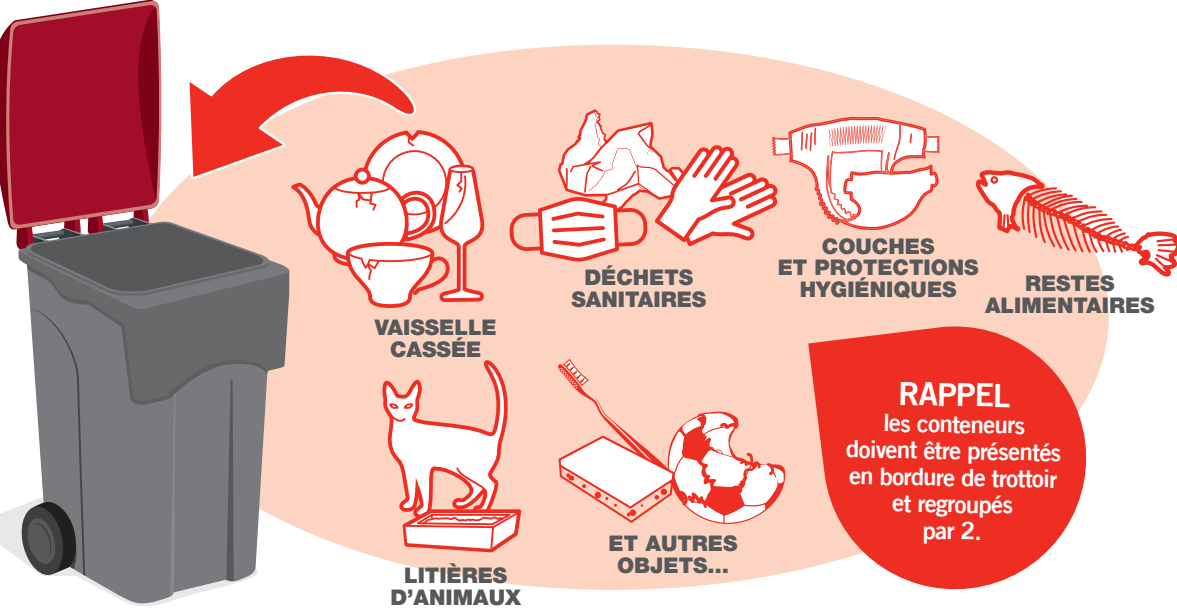 VAISSELLE
CASSÉE
DÉCHETS
SANITAIRES
COUCHES
ET PROTECTIONS
HYGIÉNIQUES
RESTES
ALIMENTAIRES
LITIÈRES
D'ANIMAUX
ET AUTRES
OBJETS...
RAPPEL
les conteneurs
doivent être présentés
en bordure de trottoir
et regroupés
par 2.